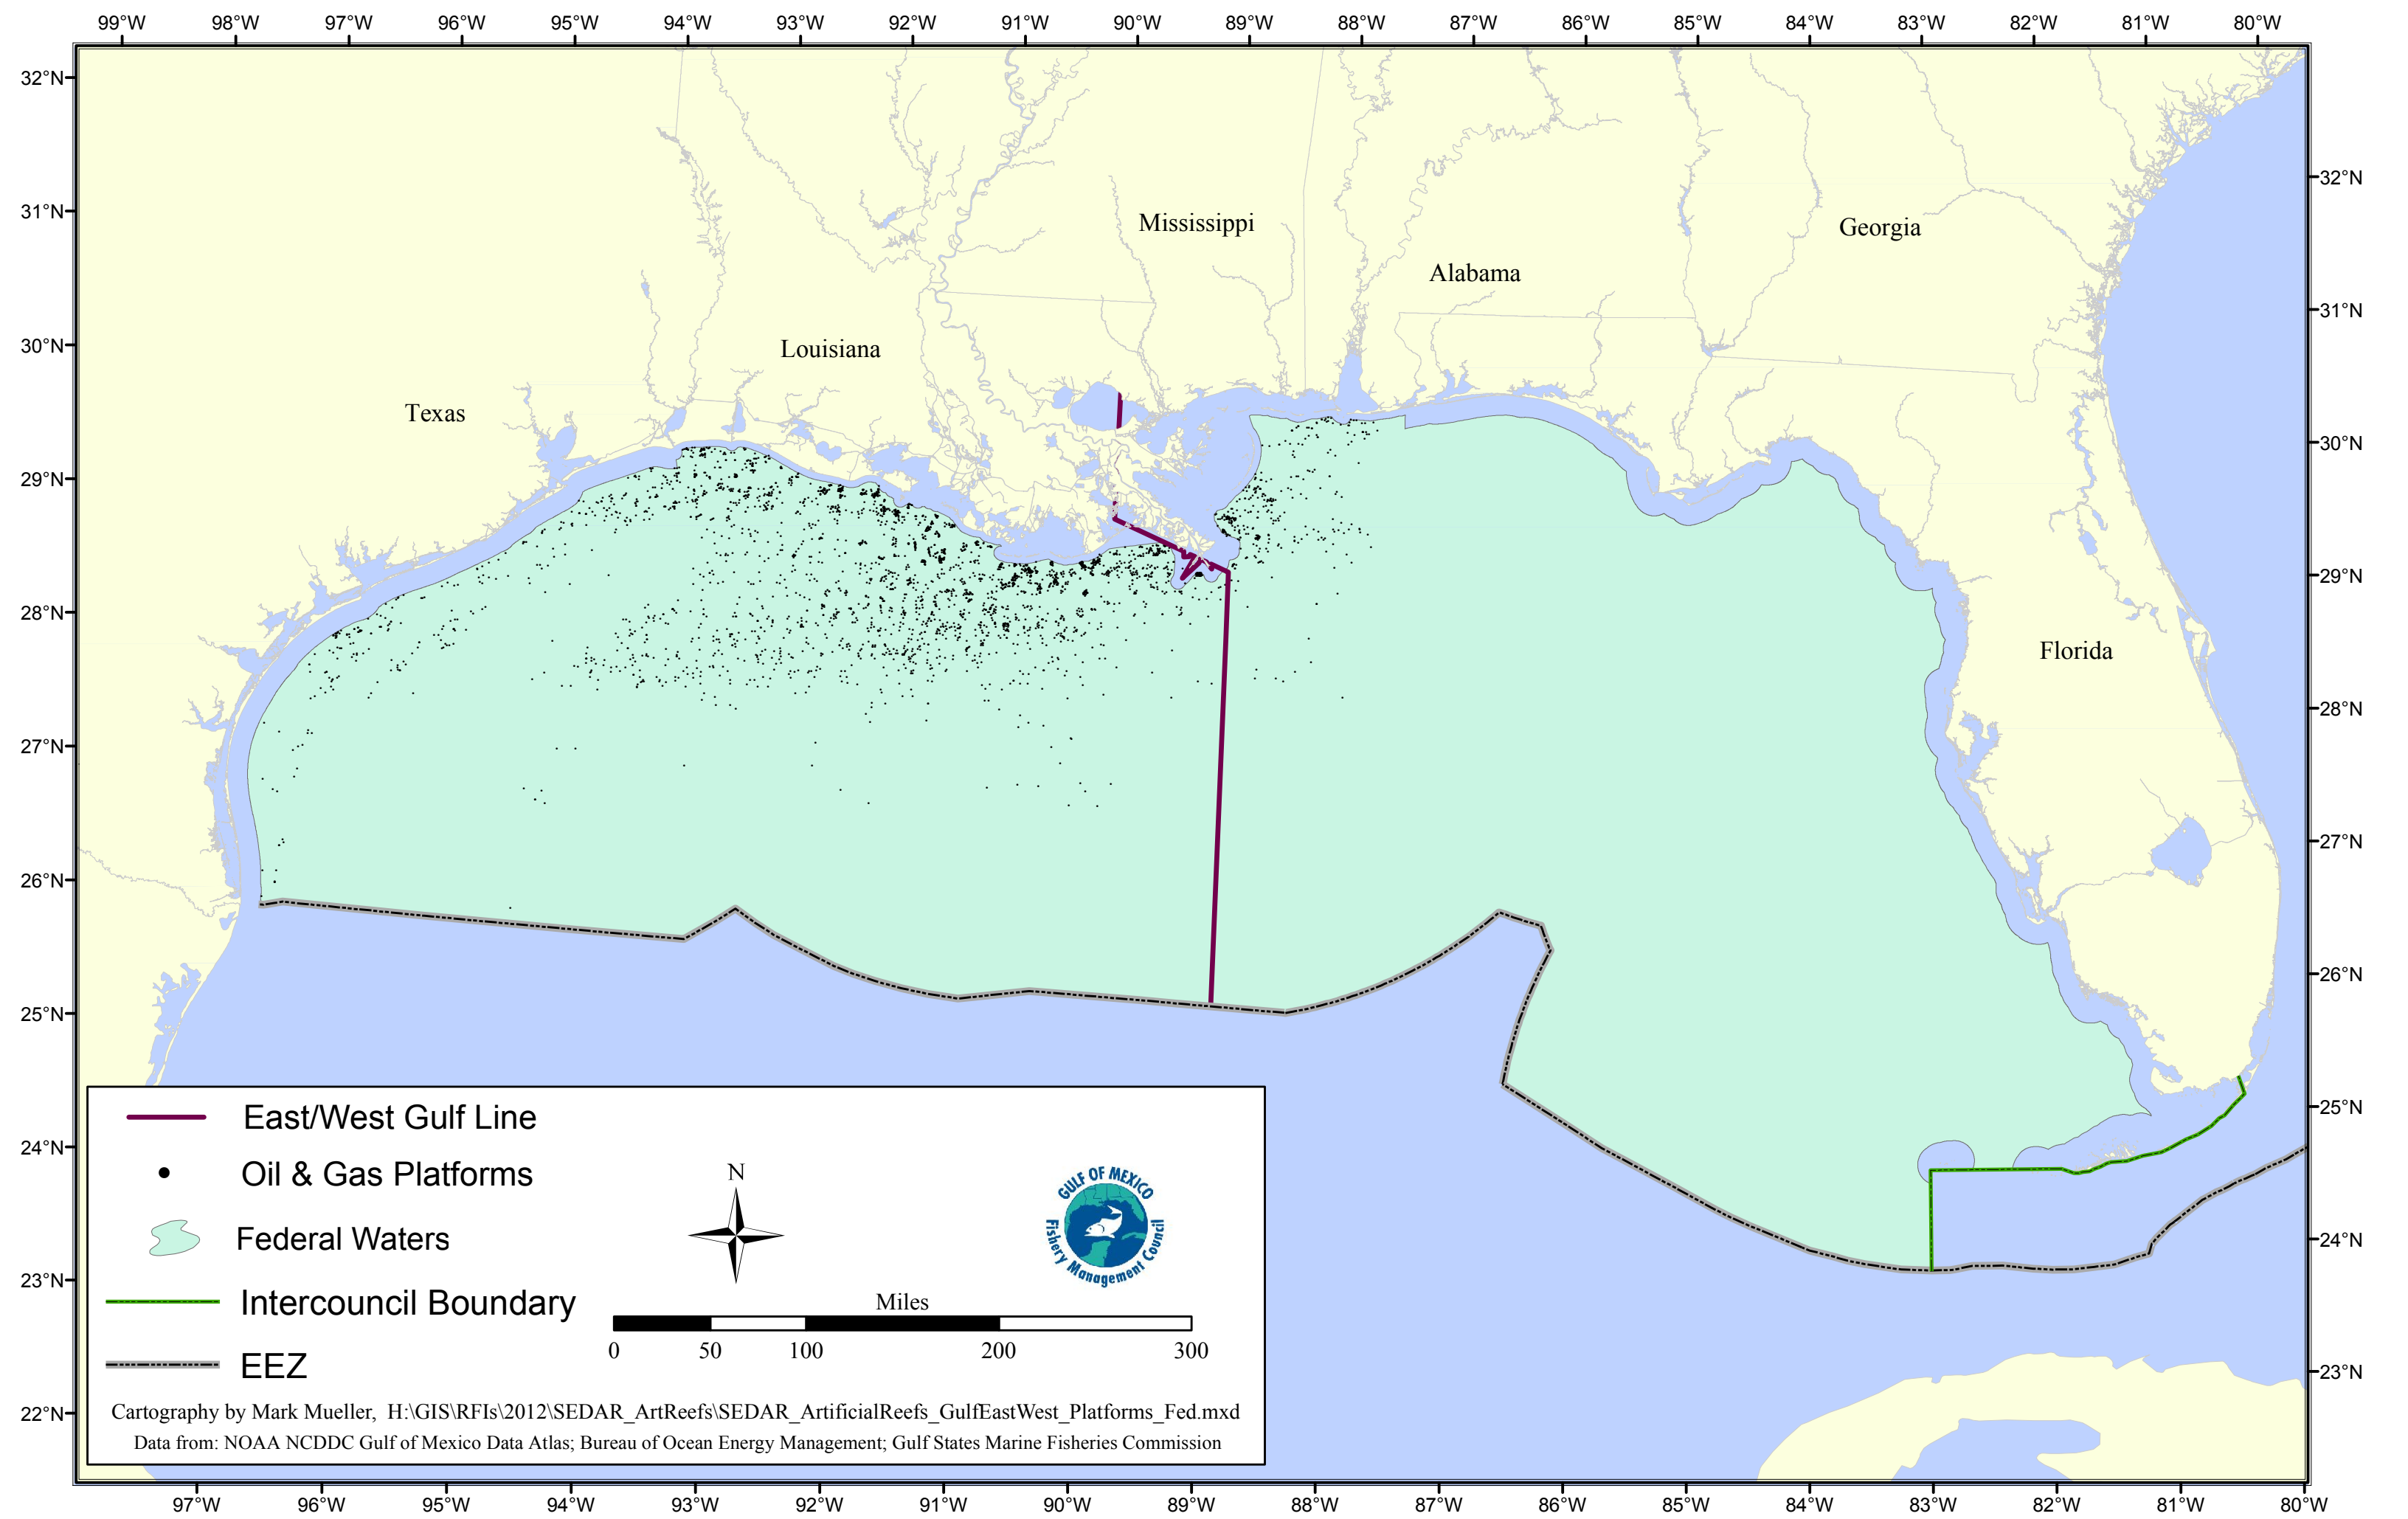 99°W 98°W 97°W 96°W 95°W 94°W 93°W 92°W 91°W 90°W 89°W 88°W 87°W 86°W 85°W 84°W 83°W 82°W 81°W 80°W
32°N
32°N
31°N
Mississippi
Georgia
Alabama
31°N
30°N
Louisiana
Texas
30°N
29°N
29°N
28°N
Florida
28°N
27°N
27°N
26°N
26°N
25°N
East/West Gulf Line
25°N
24°N
Oil & Gas Platforms
N
GULF OF MEXICO
Fishery Management Council
Federal Waters
24°N
23°N
Intercouncil Boundary
Miles
0 50 100 200 300
EEZ
23°N
22°N
Cartography by Mark Mueller, H:\GIS\RFIs\2012\SEDAR_ArtReefs\SEDAR_ArtificialReefs_GulfEastWest_Platforms_Fed.mxd
Data from: NOAA NCDDC Gulf of Mexico Data Atlas; Bureau of Ocean Energy Management; Gulf States Marine Fisheries Commission
97°W 96°W 95°W 94°W 93°W 92°W 91°W 90°W 89°W 88°W 87°W 86°W 85°W 84°W 83°W 82°W 81°W 80°W